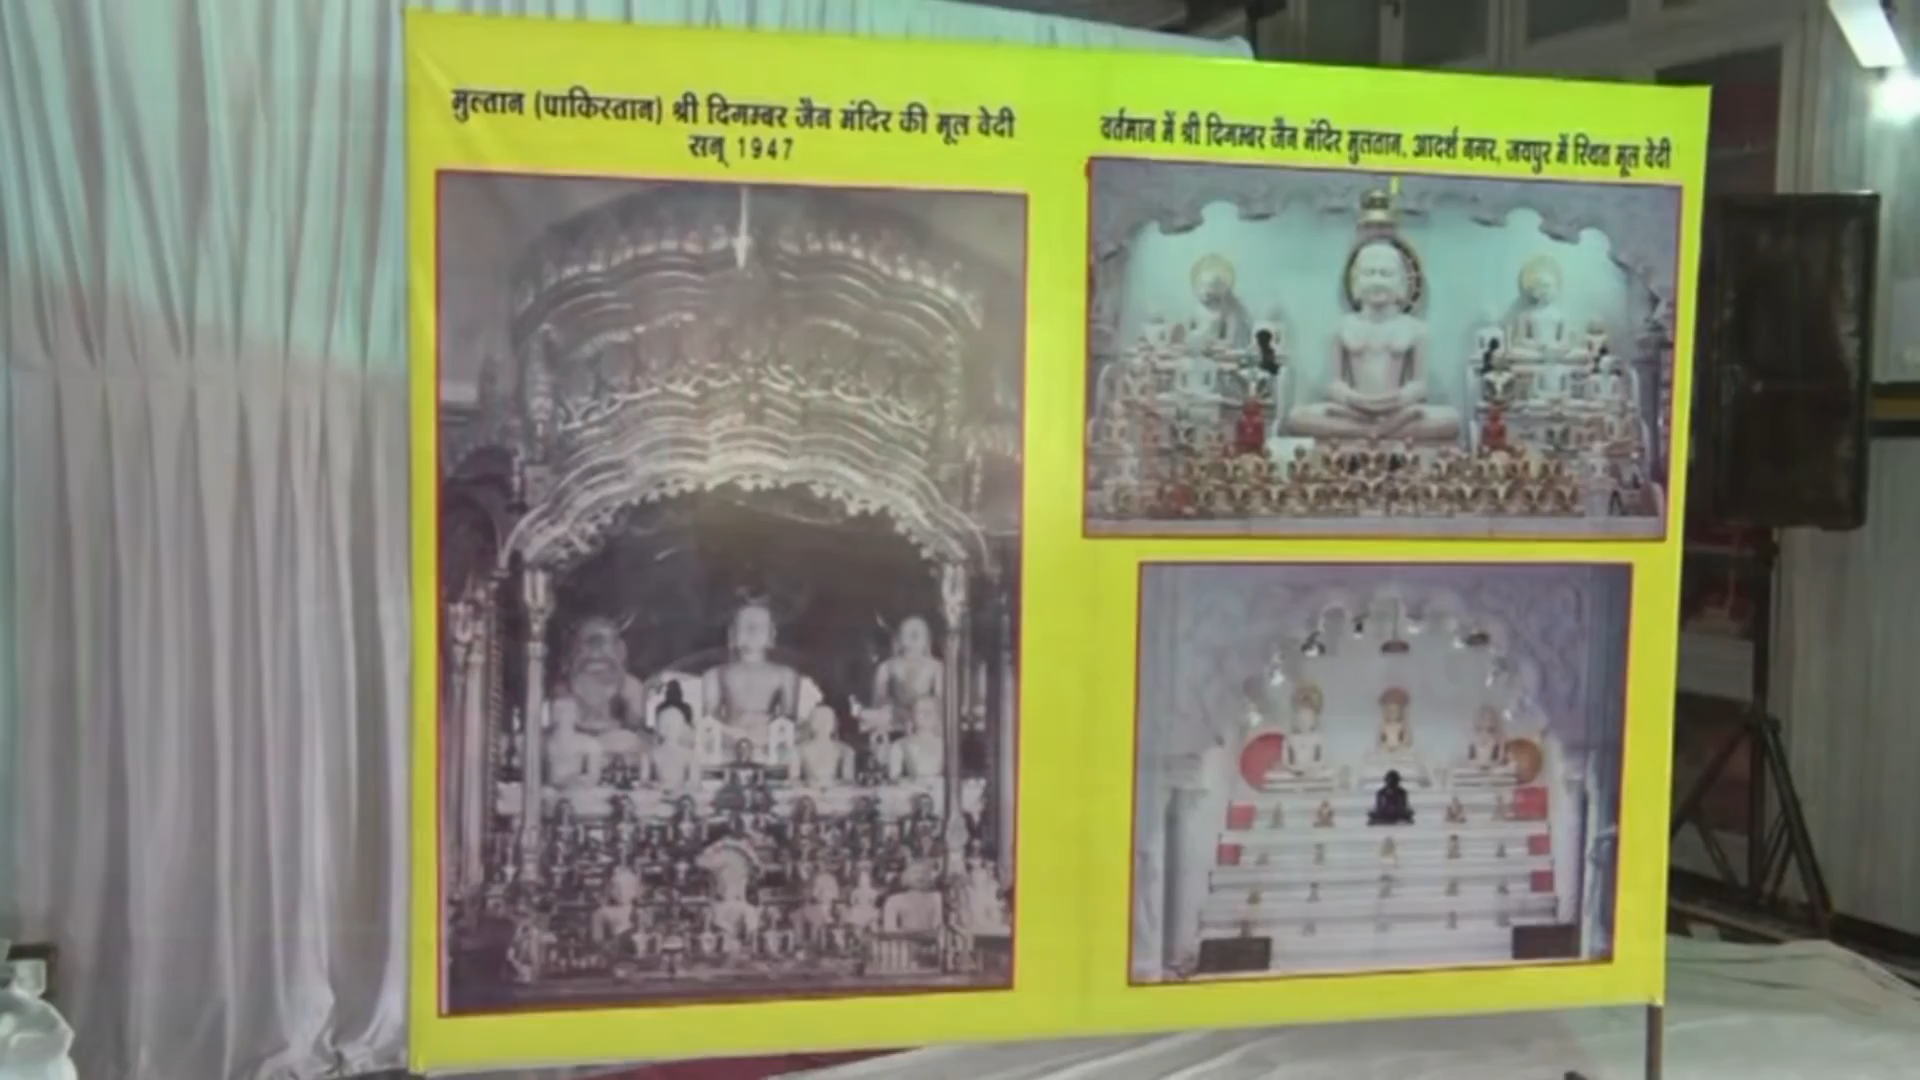 मुल्तान (पाकिस्तान) श्री दिगम्बर जैन मंदिर की मूल वेदी
सन् 1947
वर्तमान में श्री दिगम्बर जैन मंदिर मुलतान, आदर्श नगर, जयपुर में स्थित मूल वेदी